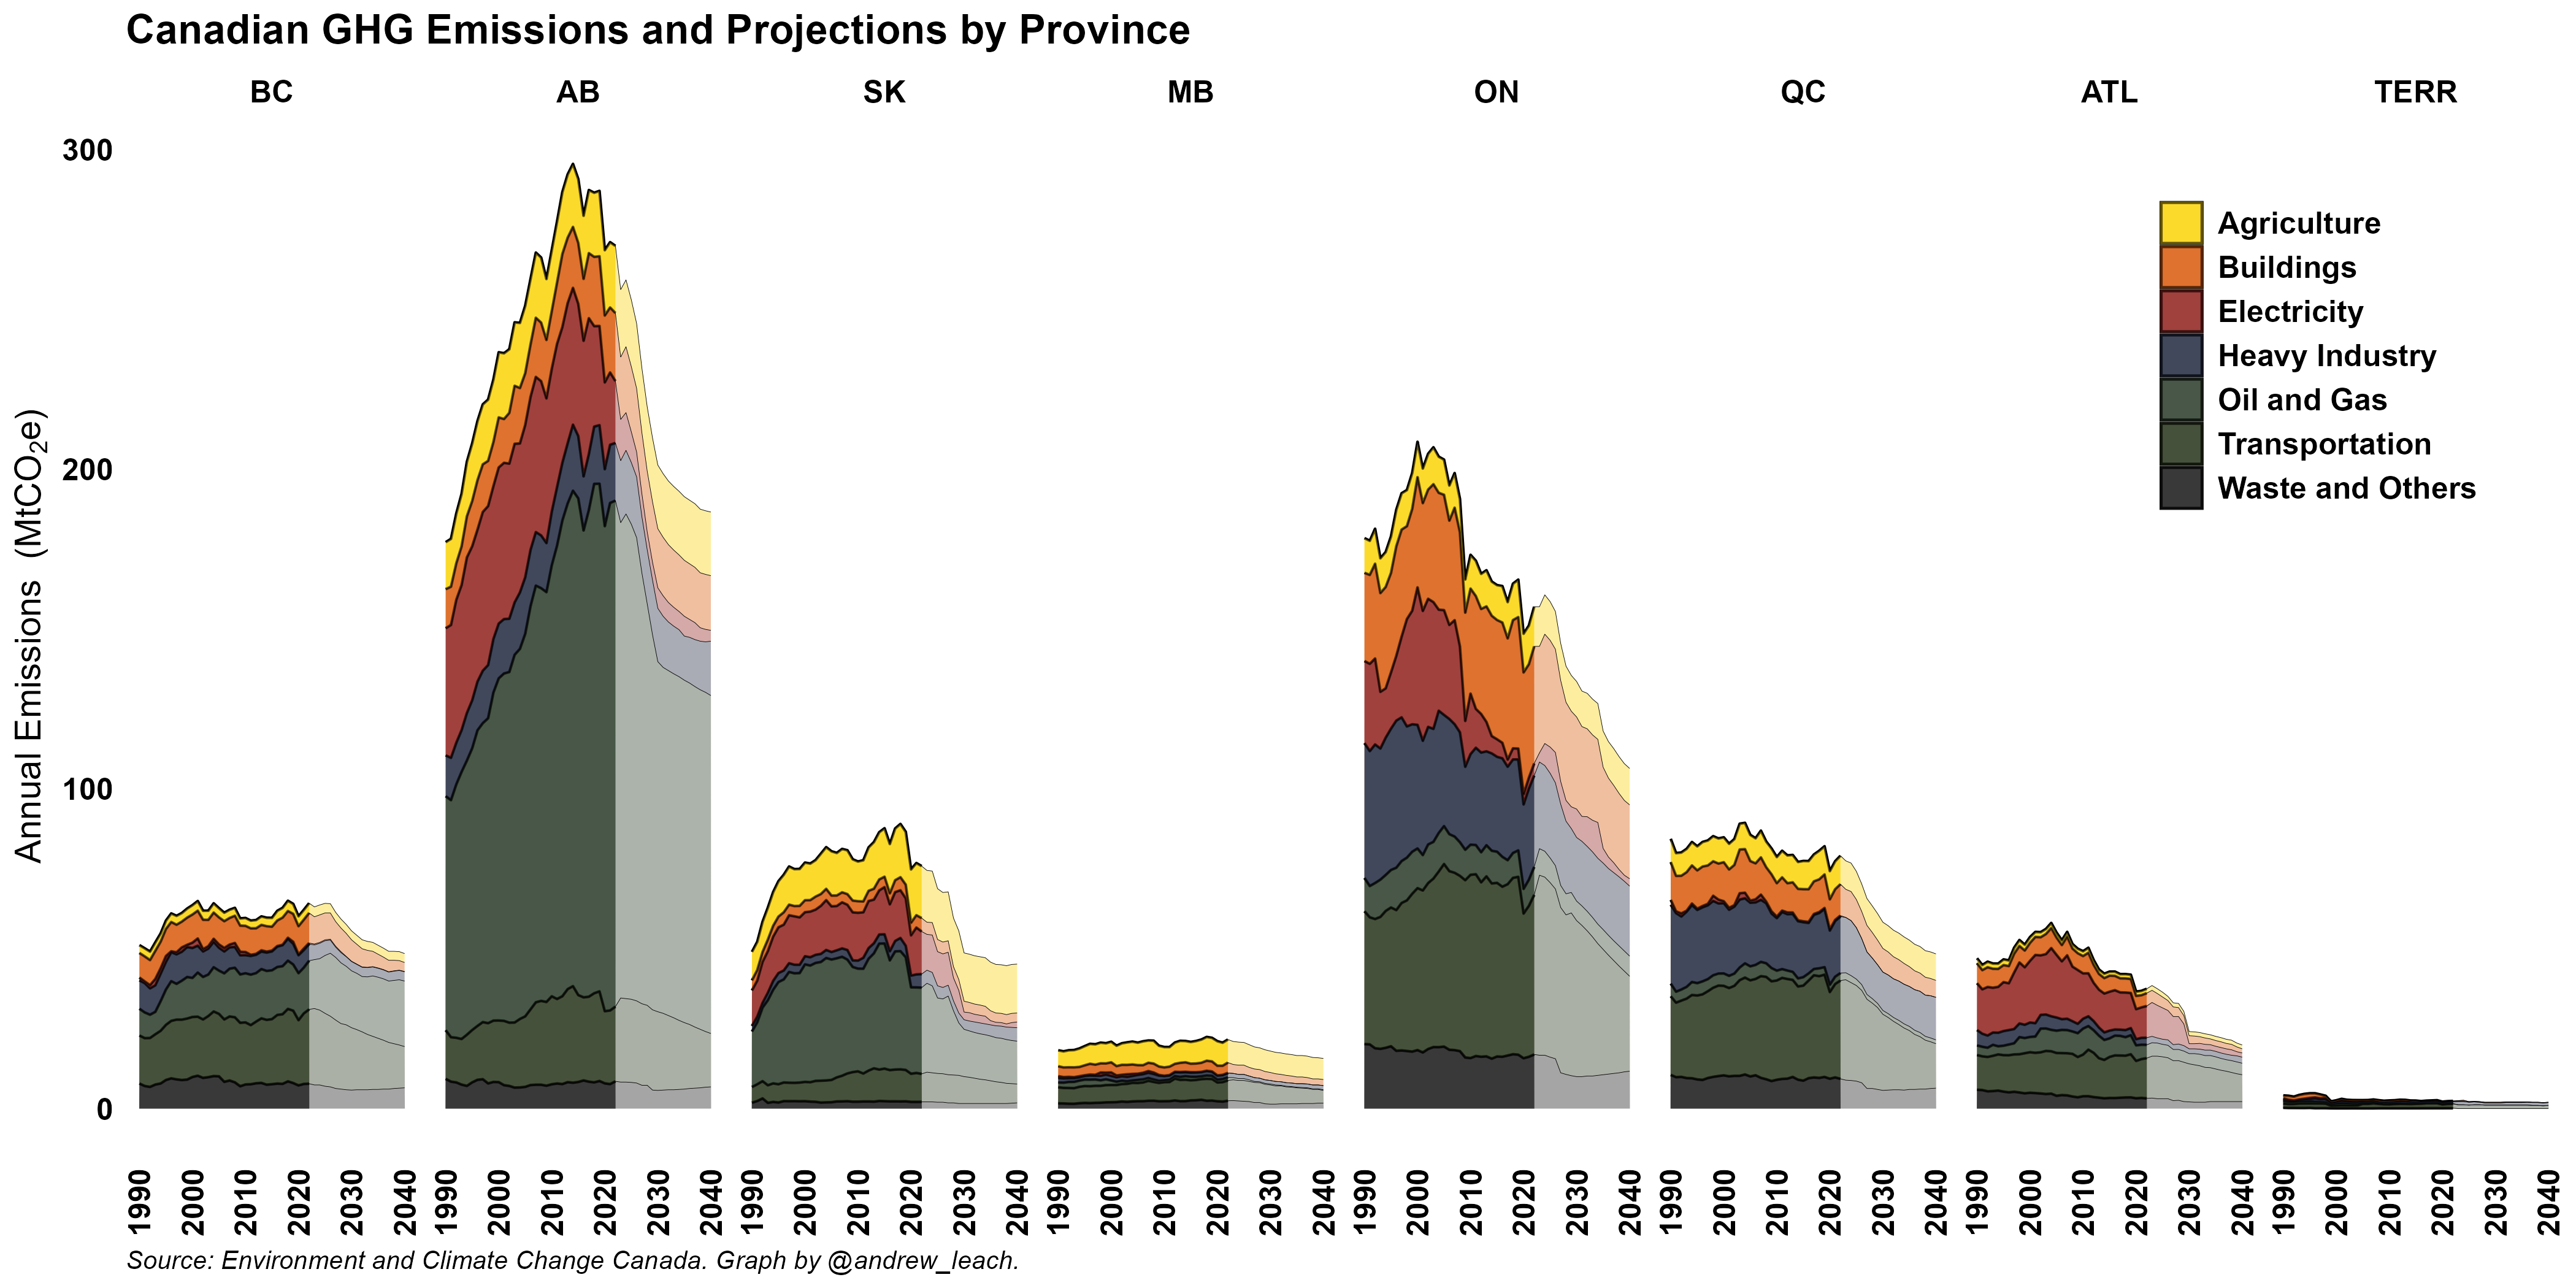 Canadian GHG Emissions and Projections by Province
BC AB SK MB ON QC ATL TERR
Annual Emissions (MtCO₂e)
300
200
100
0
Agriculture
Buildings
Electricity
Heavy Industry
Oil and Gas
Transportation
Waste and Others
1990 2000 2010 2020 2030 2040 1990 2000 2010 2020 2030 2040 1990 2000 2010 2020 2030 2040 1990 2000 2010 2020 2030 2040 1990 2000 2010 2020 2030 2040 1990 2000 2010 2020 2030 2040 1990 2000 2010 2020 2030 2040 1990 2000 2010 2020 2030 2040
Source: Environment and Climate Change Canada. Graph by @andrew_leach.